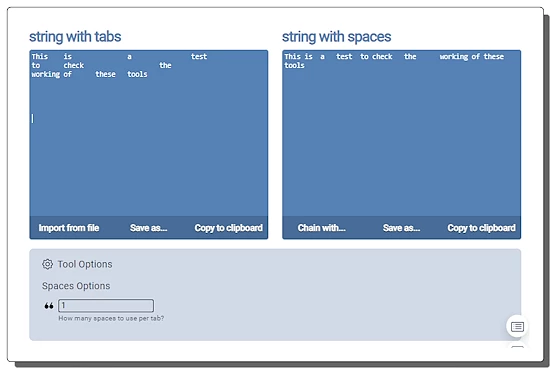 string with tabs
This    is            a            test
to      check                  the
working of      these   tools
Import from file    Save as...    Copy to clipboard
string with spaces
This is  a   test  to check   the      working of these
tools
Chain with...    Save as...    Copy to clipboard
Tool Options
Spaces Options
1
How many spaces to use per tab?